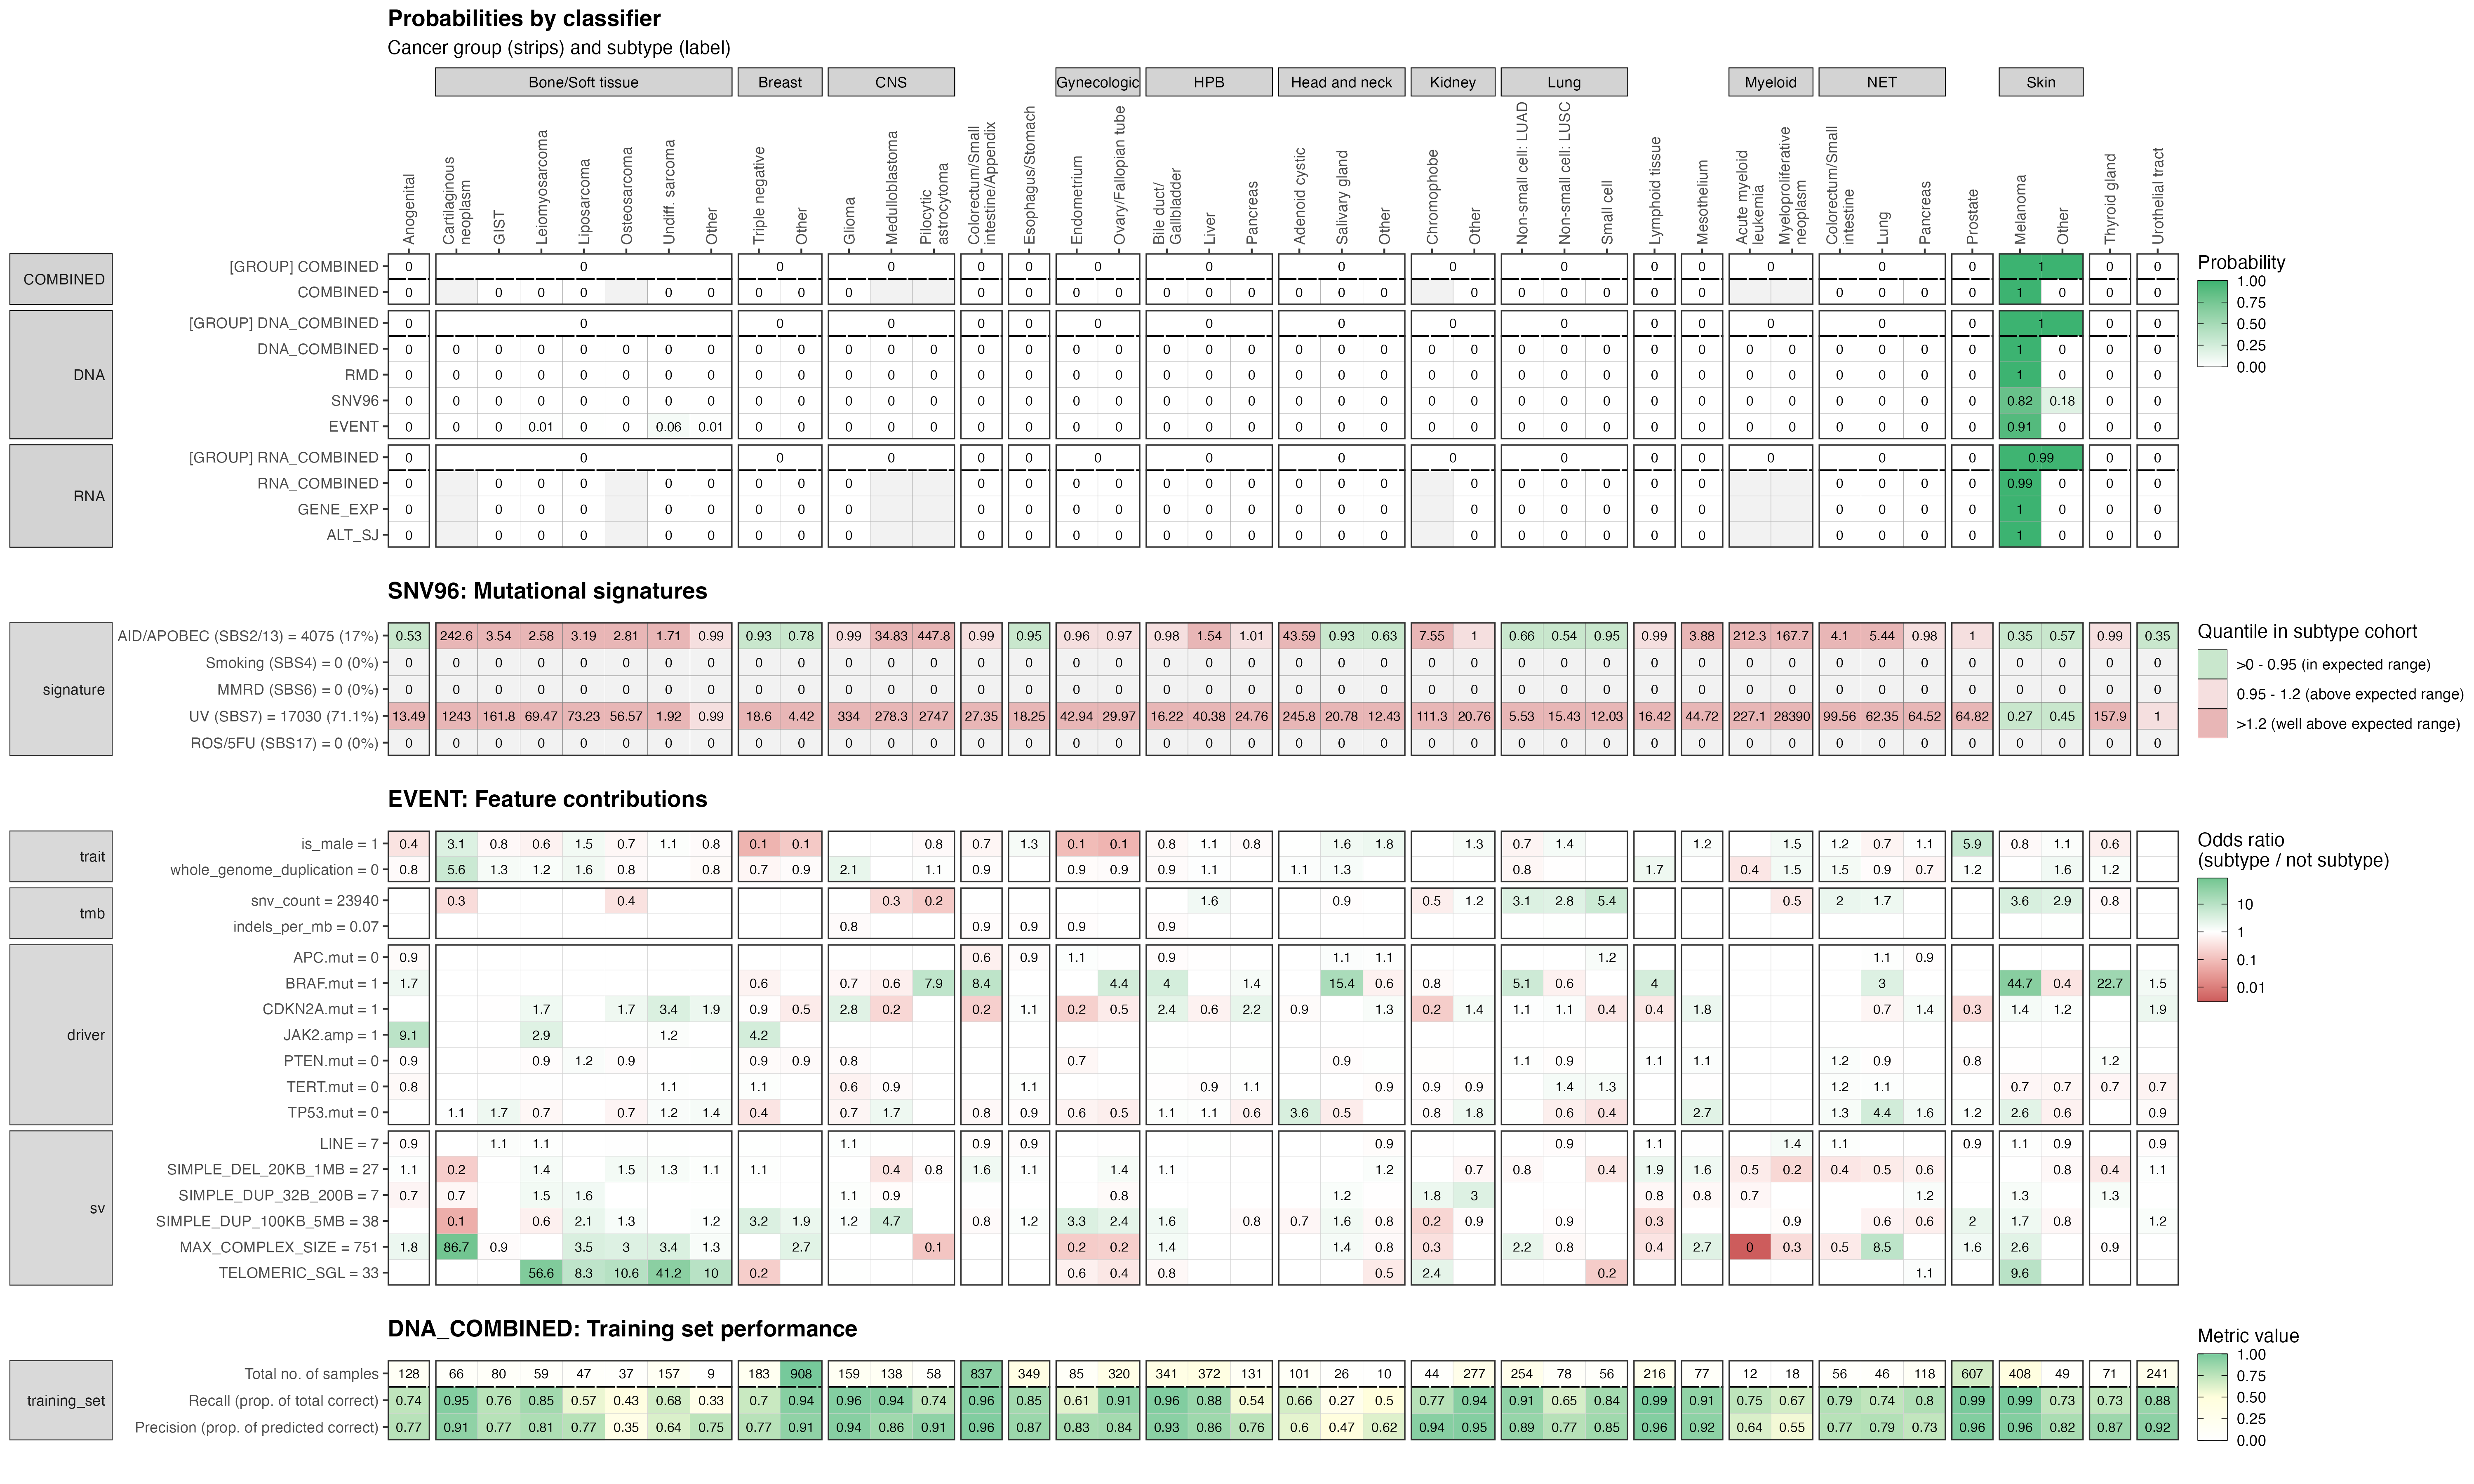 Probabilities by classifier
Cancer group (strips) and subtype (label)
Bone/Soft tissue Breast CNS Gynecologic HPB Head and neck Kidney Lung Myeloid NET Skin
Anogenital
Cartilaginous
neoplasm
GIST
Leiomyosarcoma
Liposarcoma
Osteosarcoma
Undiff. sarcoma
Other
Triple negative
Other
Glioma
Medulloblastoma
Pilocytic
astrocytoma
Colorectum/Small
intestine/Appendix
Esophagus/Stomach
Endometrium
Ovary/Fallopian tube
Bile duct/
Gallbladder
Liver
Pancreas
Adenoid cystic
Salivary gland
Other
Chromophobe
Other
Non-small cell: LUAD
Non-small cell: LUSC
Small cell
Lymphoid tissue
Mesothelium
Acute myeloid
leukemia
Myeloproliferative
neoplasm
Colorectum/Small
intestine
Lung
Pancreas
Prostate
Melanoma
Other
Thyroid gland
Urothelial tract
COMBINED
[GROUP] COMBINED 0 0 0 0 0 0 0 0 0 0 0 0 0 0 0 0 1 0 0
COMBINED 0 0 0 0 0 0 0 0 0 0 0 0 0 0 0 0 0 0 0 0 0 0 0 0 0 0 0 0 0 1 0 0 0
DNA
[GROUP] DNA_COMBINED 0 0 0 0 0 0 0 0 0 0 0 0 0 0 0 0 1 0 0
DNA_COMBINED 0 0 0 0 0 0 0 0 0 0 0 0 0 0 0 0 0 0 0 0 0 0 0 0 0 0 0 0 0 0 0 0 0 0 0 1 0 0 0
RMD 0 0 0 0 0 0 0 0 0 0 0 0 0 0 0 0 0 0 0 0 0 0 0 0 0 0 0 0 0 0 0 0 0 0 0 1 0 0 0
SNV96 0 0 0 0 0 0 0 0 0 0 0 0 0 0 0 0 0 0 0 0 0 0 0 0 0 0 0 0 0 0 0 0 0 0 0 0.82 0.18 0 0
EVENT 0 0 0 0.01 0 0 0.06 0.01 0 0 0 0 0 0 0 0 0 0 0 0 0 0 0 0 0 0 0 0 0 0 0 0 0 0 0 0.91 0 0 0
RNA
[GROUP] RNA_COMBINED 0 0 0 0 0 0 0 0 0 0 0 0 0 0 0 0 0.99 0 0
RNA_COMBINED 0 0 0 0 0 0 0 0 0 0 0 0 0 0 0 0 0 0 0 0 0 0 0 0 0 0 0 0 0 0.99 0 0 0
GENE_EXP 0 0 0 0 0 0 0 0 0 0 0 0 0 0 0 0 0 0 0 0 0 0 0 0 0 0 0 0 0 1 0 0 0
ALT_SJ 0 0 0 0 0 0 0 0 0 0 0 0 0 0 0 0 0 0 0 0 0 0 0 0 0 0 0 0 0 1 0 0 0
Probability
1.00
0.75
0.50
0.25
0.00
SNV96: Mutational signatures
signature
AID/APOBEC (SBS2/13) = 4075 (17%) 0.53 242.6 3.54 2.58 3.19 2.81 1.71 0.99 0.93 0.78 0.99 34.83 447.8 0.99 0.95 0.96 0.97 0.98 1.54 1.01 43.59 0.93 0.63 7.55 1 0.66 0.54 0.95 0.99 3.88 212.3 167.7 4.1 5.44 0.98 1 0.35 0.57 0.99 0.35
Smoking (SBS4) = 0 (0%) 0 0 0 0 0 0 0 0 0 0 0 0 0 0 0 0 0 0 0 0 0 0 0 0 0 0 0 0 0 0 0 0 0 0 0 0 0 0 0 0
MMRD (SBS6) = 0 (0%) 0 0 0 0 0 0 0 0 0 0 0 0 0 0 0 0 0 0 0 0 0 0 0 0 0 0 0 0 0 0 0 0 0 0 0 0 0 0 0 0
UV (SBS7) = 17030 (71.1%) 13.49 1243 161.8 69.47 73.23 56.57 1.92 0.99 18.6 4.42 334 278.3 2747 27.35 18.25 42.94 29.97 16.22 40.38 24.76 245.8 20.78 12.43 111.3 20.76 5.53 15.43 12.03 16.42 44.72 227.1 28390 99.56 62.35 64.52 64.82 0.27 0.45 157.9 1
ROS/5FU (SBS17) = 0 (0%) 0 0 0 0 0 0 0 0 0 0 0 0 0 0 0 0 0 0 0 0 0 0 0 0 0 0 0 0 0 0 0 0 0 0 0 0 0 0 0 0
Quantile in subtype cohort
>0 - 0.95 (in expected range)
0.95 - 1.2 (above expected range)
>1.2 (well above expected range)
EVENT: Feature contributions
trait
is_male = 1 0.4 3.1 0.8 0.6 1.5 0.7 1.1 0.8 0.1 0.1 0.8 0.7 1.3 0.1 0.1 0.8 1.1 0.8 1.6 1.8 1.3 0.7 1.4 1.2 1.5 1.2 0.7 1.1 5.9 0.8 1.1 0.6
whole_genome_duplication = 0 0.8 5.6 1.3 1.2 1.6 0.8 0.8 0.7 0.9 2.1 1.1 0.9 0.9 0.9 0.9 1.1 1.1 1.3 0.8 1.7 0.4 1.5 1.5 0.9 0.7 1.2 1.6 1.2
tmb
snv_count = 23940 0.3 0.4 0.3 0.2 1.6 0.9 0.5 1.2 3.1 2.8 5.4 0.5 2 1.7 3.6 2.9 0.8
indels_per_mb = 0.07 0.8 0.9 0.9 0.9 0.9
driver
APC.mut = 0 0.9 0.6 0.9 1.1 0.9 1.1 1.1 1.2 1.1 0.9
BRAF.mut = 1 1.7 0.6 0.7 0.6 7.9 8.4 4.4 4 1.4 15.4 0.6 0.8 5.1 0.6 4 3 44.7 0.4 22.7 1.5
CDKN2A.mut = 1 1.7 1.7 3.4 1.9 0.9 0.5 2.8 0.2 0.2 1.1 0.2 0.5 2.4 0.6 2.2 0.9 1.3 0.2 1.4 1.1 1.1 0.4 0.4 1.8 0.7 1.4 0.3 1.4 1.2 1.9
JAK2.amp = 1 9.1 2.9 1.2 4.2
PTEN.mut = 0 0.9 0.9 1.2 0.9 0.9 0.9 0.8 0.7 0.9 1.1 0.9 1.1 1.1 1.2 0.9 0.8 1.2
TERT.mut = 0 0.8 1.1 1.1 0.6 0.9 1.1 0.9 1.1 0.9 0.9 0.9 1.4 1.3 1.2 1.1 0.7 0.7 0.7 0.7
TP53.mut = 0 1.1 1.7 0.7 0.7 1.2 1.4 0.4 0.7 1.7 0.8 0.9 0.6 0.5 1.1 1.1 0.6 3.6 0.5 0.8 1.8 0.6 0.4 2.7 1.3 4.4 1.6 1.2 2.6 0.6 0.9
sv
LINE = 7 0.9 1.1 1.1 1.1 0.9 0.9 0.9 0.9 1.1 1.4 1.1 0.9 1.1 0.9 0.9
SIMPLE_DEL_20KB_1MB = 27 1.1 0.2 1.4 1.5 1.3 1.1 1.1 0.4 0.8 1.6 1.1 1.4 1.1 1.2 0.7 0.8 0.4 1.9 1.6 0.5 0.2 0.4 0.5 0.6 0.8 0.4 1.1
SIMPLE_DUP_32B_200B = 7 0.7 0.7 1.5 1.6 1.1 0.9 0.8 1.2 1.8 3 0.8 0.8 0.7 1.2 1.3 1.3
SIMPLE_DUP_100KB_5MB = 38 0.1 0.6 2.1 1.3 1.2 3.2 1.9 1.2 4.7 0.8 1.2 3.3 2.4 1.6 0.8 0.7 1.6 0.8 0.2 0.9 0.9 0.3 0.9 0.6 0.6 2 1.7 0.8 1.2
MAX_COMPLEX_SIZE = 751 1.8 86.7 0.9 3.5 3 3.4 1.3 2.7 0.1 0.2 0.2 1.4 1.4 0.8 0.3 2.2 0.8 0.4 2.7 0 0.3 0.5 8.5 1.6 2.6 0.9
TELOMERIC_SGL = 33 56.6 8.3 10.6 41.2 10 0.2 0.6 0.4 0.8 0.5 2.4 0.2 1.1 9.6
Odds ratio
(subtype / not subtype)
10
1
0.1
0.01
DNA_COMBINED: Training set performance
training_set
Total no. of samples 128 66 80 59 47 37 157 9 183 908 159 138 58 837 349 85 320 341 372 131 101 26 10 44 277 254 78 56 216 77 12 18 56 46 118 607 408 49 71 241
Recall (prop. of total correct) 0.74 0.95 0.76 0.85 0.57 0.43 0.68 0.33 0.7 0.94 0.96 0.94 0.74 0.96 0.85 0.61 0.91 0.96 0.88 0.54 0.66 0.27 0.5 0.77 0.94 0.91 0.65 0.84 0.99 0.91 0.75 0.67 0.79 0.74 0.8 0.99 0.99 0.73 0.73 0.88
Precision (prop. of predicted correct) 0.77 0.91 0.77 0.81 0.77 0.35 0.64 0.75 0.77 0.91 0.94 0.86 0.91 0.96 0.87 0.83 0.84 0.93 0.86 0.76 0.6 0.47 0.62 0.94 0.95 0.89 0.77 0.85 0.96 0.92 0.64 0.55 0.77 0.79 0.73 0.96 0.96 0.82 0.87 0.92
Metric value
1.00
0.75
0.50
0.25
0.00